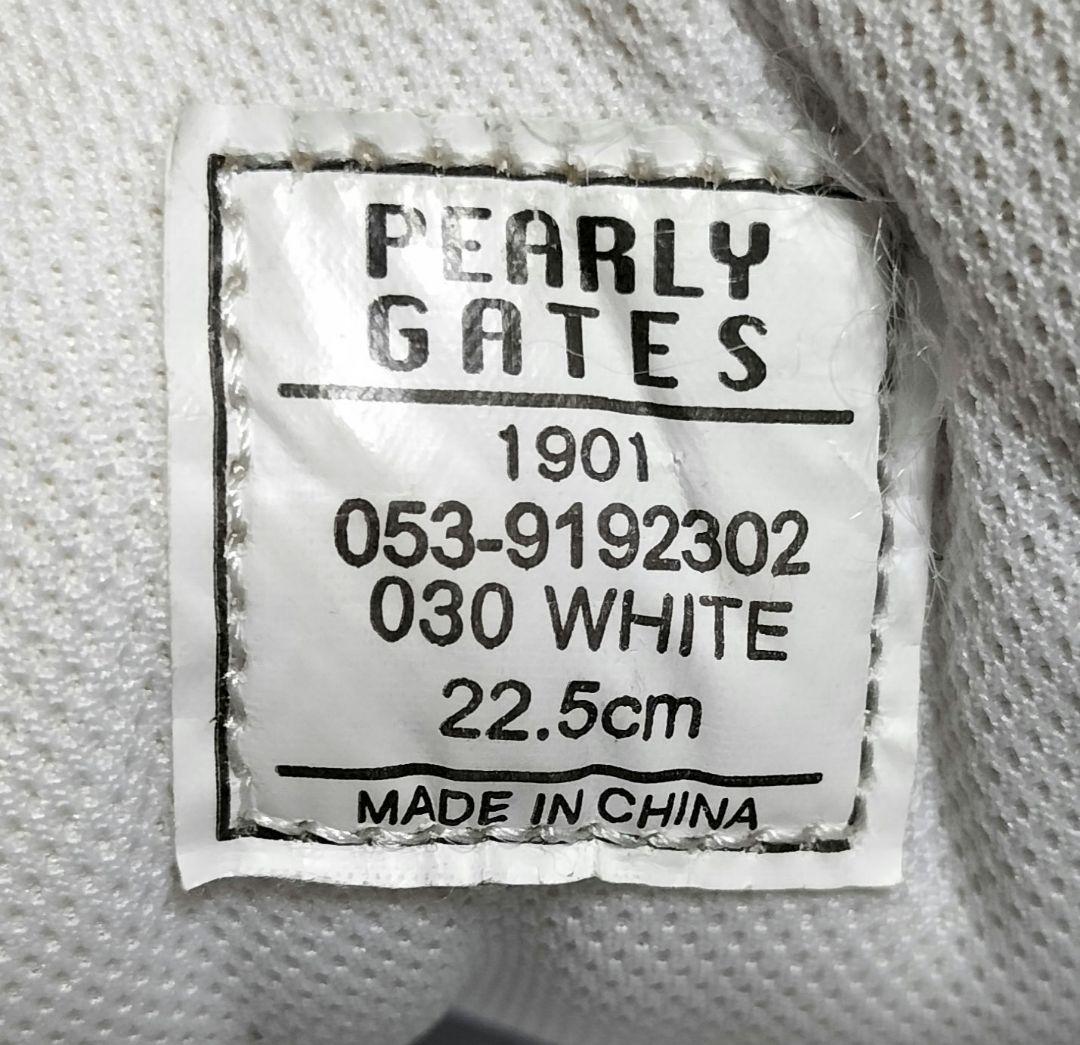 PEARLY
GATES
1901
053-9192302
030 WHITE
22.5cm
MADE IN CHINA